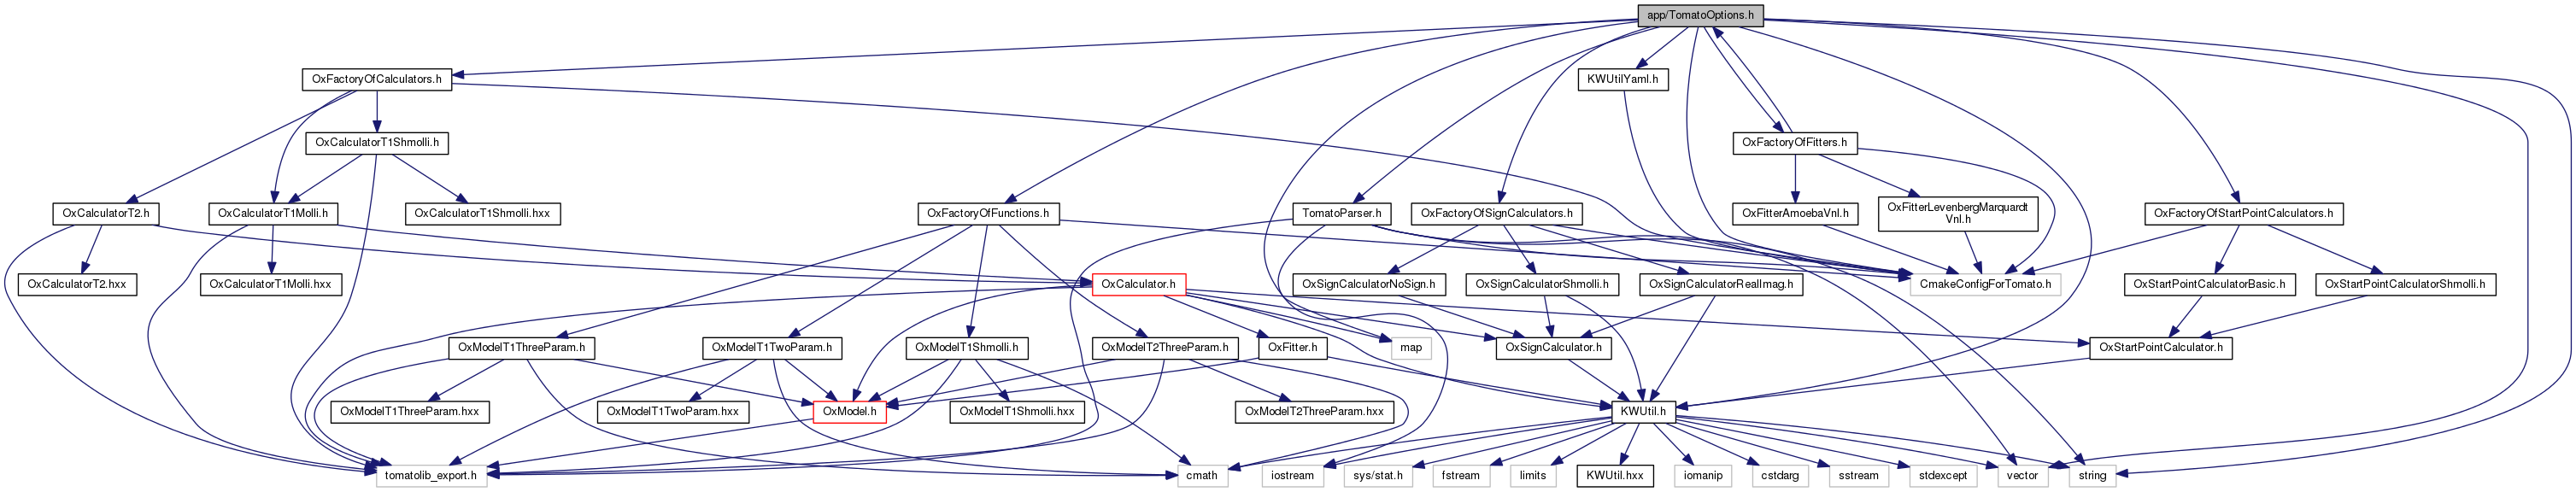 app/TomatoOptions.h
OxFactoryOfCalculators.h
KWUtilYaml.h
OxCalculatorT1Shmolli.h
OxFactoryOfFitters.h
OxCalculatorT2.h
OxCalculatorT1Molli.h
OxCalculatorT1Shmolli.hxx
OxFactoryOfFunctions.h
TomatoParser.h
OxFactoryOfSignCalculators.h
OxFitterAmoebaVnl.h
OxFitterLevenbergMarquardt
Vnl.h
OxFactoryOfStartPointCalculators.h
OxCalculatorT2.hxx
OxCalculatorT1Molli.hxx
OxCalculator.h
OxSignCalculatorNoSign.h
OxSignCalculatorShmolli.h
OxSignCalculatorRealImag.h
CmakeConfigForTomato.h
OxStartPointCalculatorBasic.h
OxStartPointCalculatorShmolli.h
OxModelT1ThreeParam.h
OxModelT1TwoParam.h
OxModelT1Shmolli.h
OxModelT2ThreeParam.h
OxFitter.h
map
OxSignCalculator.h
OxStartPointCalculator.h
OxModelT1ThreeParam.hxx
OxModelT1TwoParam.hxx
OxModel.h
OxModelT1Shmolli.hxx
OxModelT2ThreeParam.hxx
KWUtil.h
tomatolib_export.h
cmath
iostream
sys/stat.h
fstream
limits
KWUtil.hxx
iomanip
cstdarg
sstream
stdexcept
vector
string